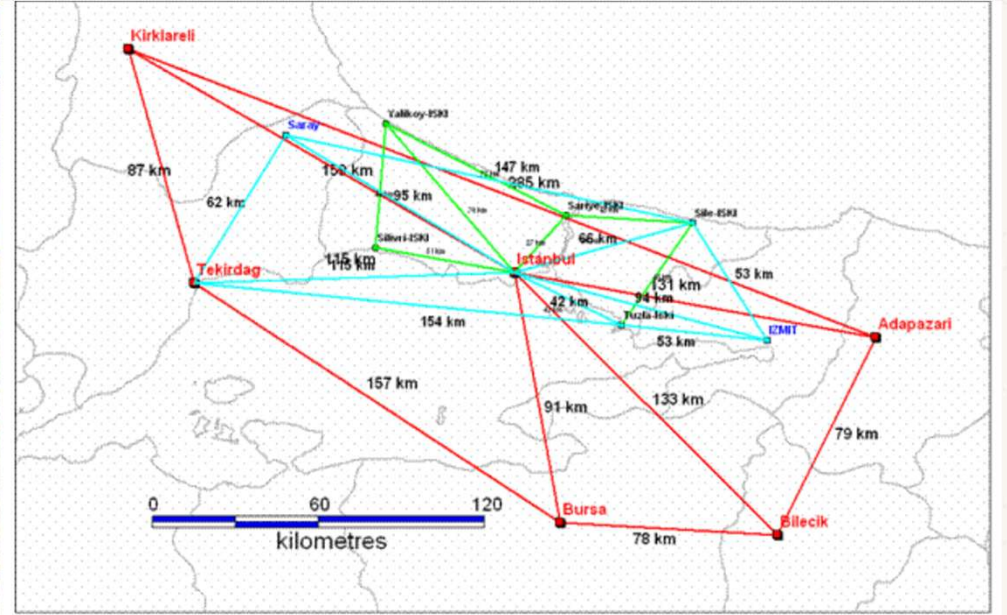 Kirklareli
Yalikoy-ISKI
Saray
147 km
87 km
285 km
95 km
62 km
Sile-ISKI
Silivri-ISKI
66 km
Istanbul
115 km
115 km
Tekirdag
53 km
131 km
94 km
42 km
Tuzla-Iski
154 km
IZMIT
Adapazari
53 km
157 km
133 km
91 km
79 km
0 60 120
kilometres
Bursa
Bilecik
78 km